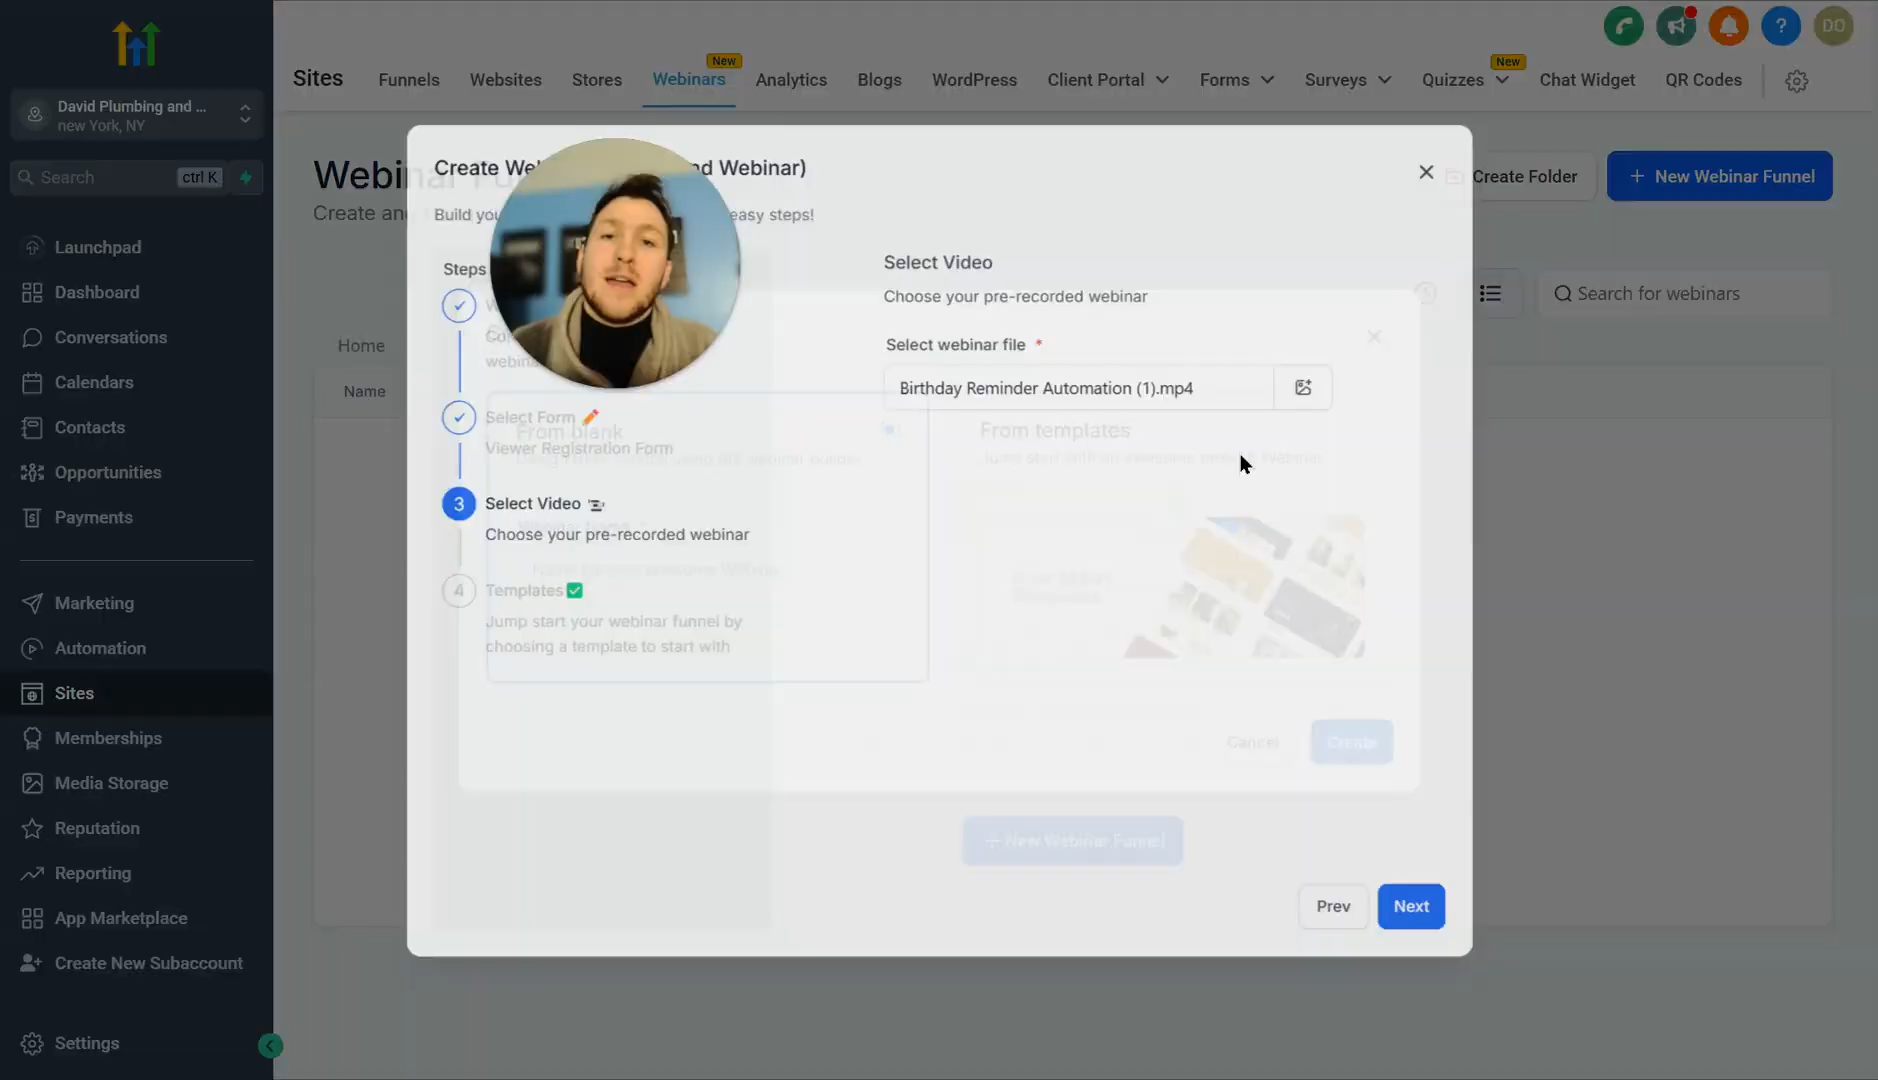 DO
New
New
Sites
Funnels
Websites
Stores
Webinars
Analytics
Blogs
WordPress
Client Portal
Forms
Surveys
Quizzes
Chat Widget
QR Codes
David Plumbing and ...
new York, NY
Search
ctrl K
Launchpad
Dashboard
Conversations
Calendars
Contacts
Opportunities
Payments
Marketing
Automation
Sites
Memberships
Media Storage
Reputation
Reporting
App Marketplace
Create New Subaccount
Settings
Webi
Create an
Create Folder
+ New Webinar Funnel
Search for webinars
Home
Name
Create We
d Webinar)
Build you
easy steps!
Steps
webin
Select Form
Viewer Registration Form
3
Select Video
Choose your pre-recorded webinar
4
Templates
Jump start your webinar funnel by
choosing a template to start with
Select Video
Choose your pre-recorded webinar
Select webinar file *
Birthday Reminder Automation (1).mp4
From blank
From templates
Cancel
Create
+ New Webinar Funnel
Prev
Next